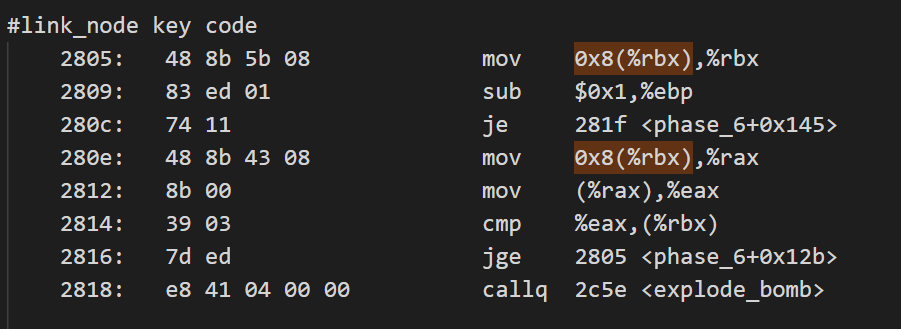 #link_node key code
2805: 48 8b 5b 08 mov 0x8(%rbx),%rbx
2809: 83 ed 01 sub $0x1,%ebp
280c: 74 11 je 281f <phase_6+0x145>
280e: 48 8b 43 08 mov 0x8(%rbx),%rax
2812: 8b 00 mov (%rax),%eax
2814: 39 03 cmp %eax,(%rbx)
2816: 7d ed jge 2805 <phase_6+0x12b>
2818: e8 41 04 00 00 callq 2c5e <explode_bomb>